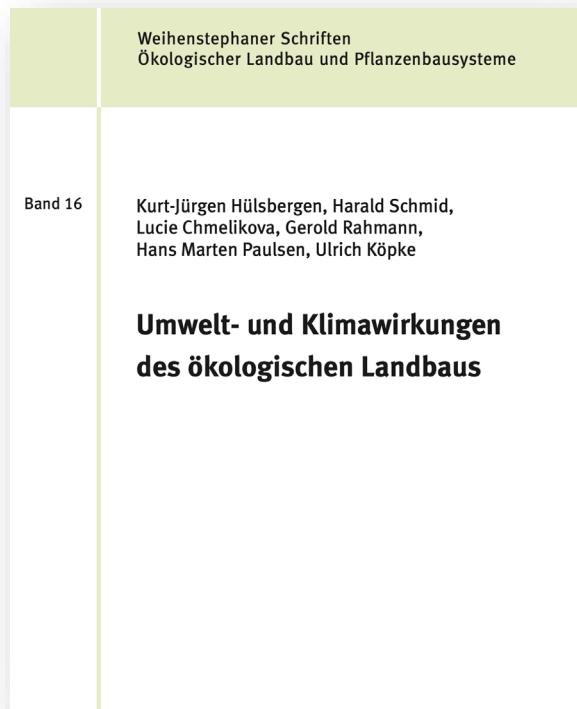 Weihenstephaner Schriften
Ökologischer Landbau und Pflanzenbausysteme
Band 16
Kurt-Jürgen Hülsbergen, Harald Schmid,
Lucie Chmelikova, Gerold Rahmann,
Hans Marten Paulsen, Ulrich Köpke
Umwelt- und Klimawirkungen
des ökologischen Landbaus